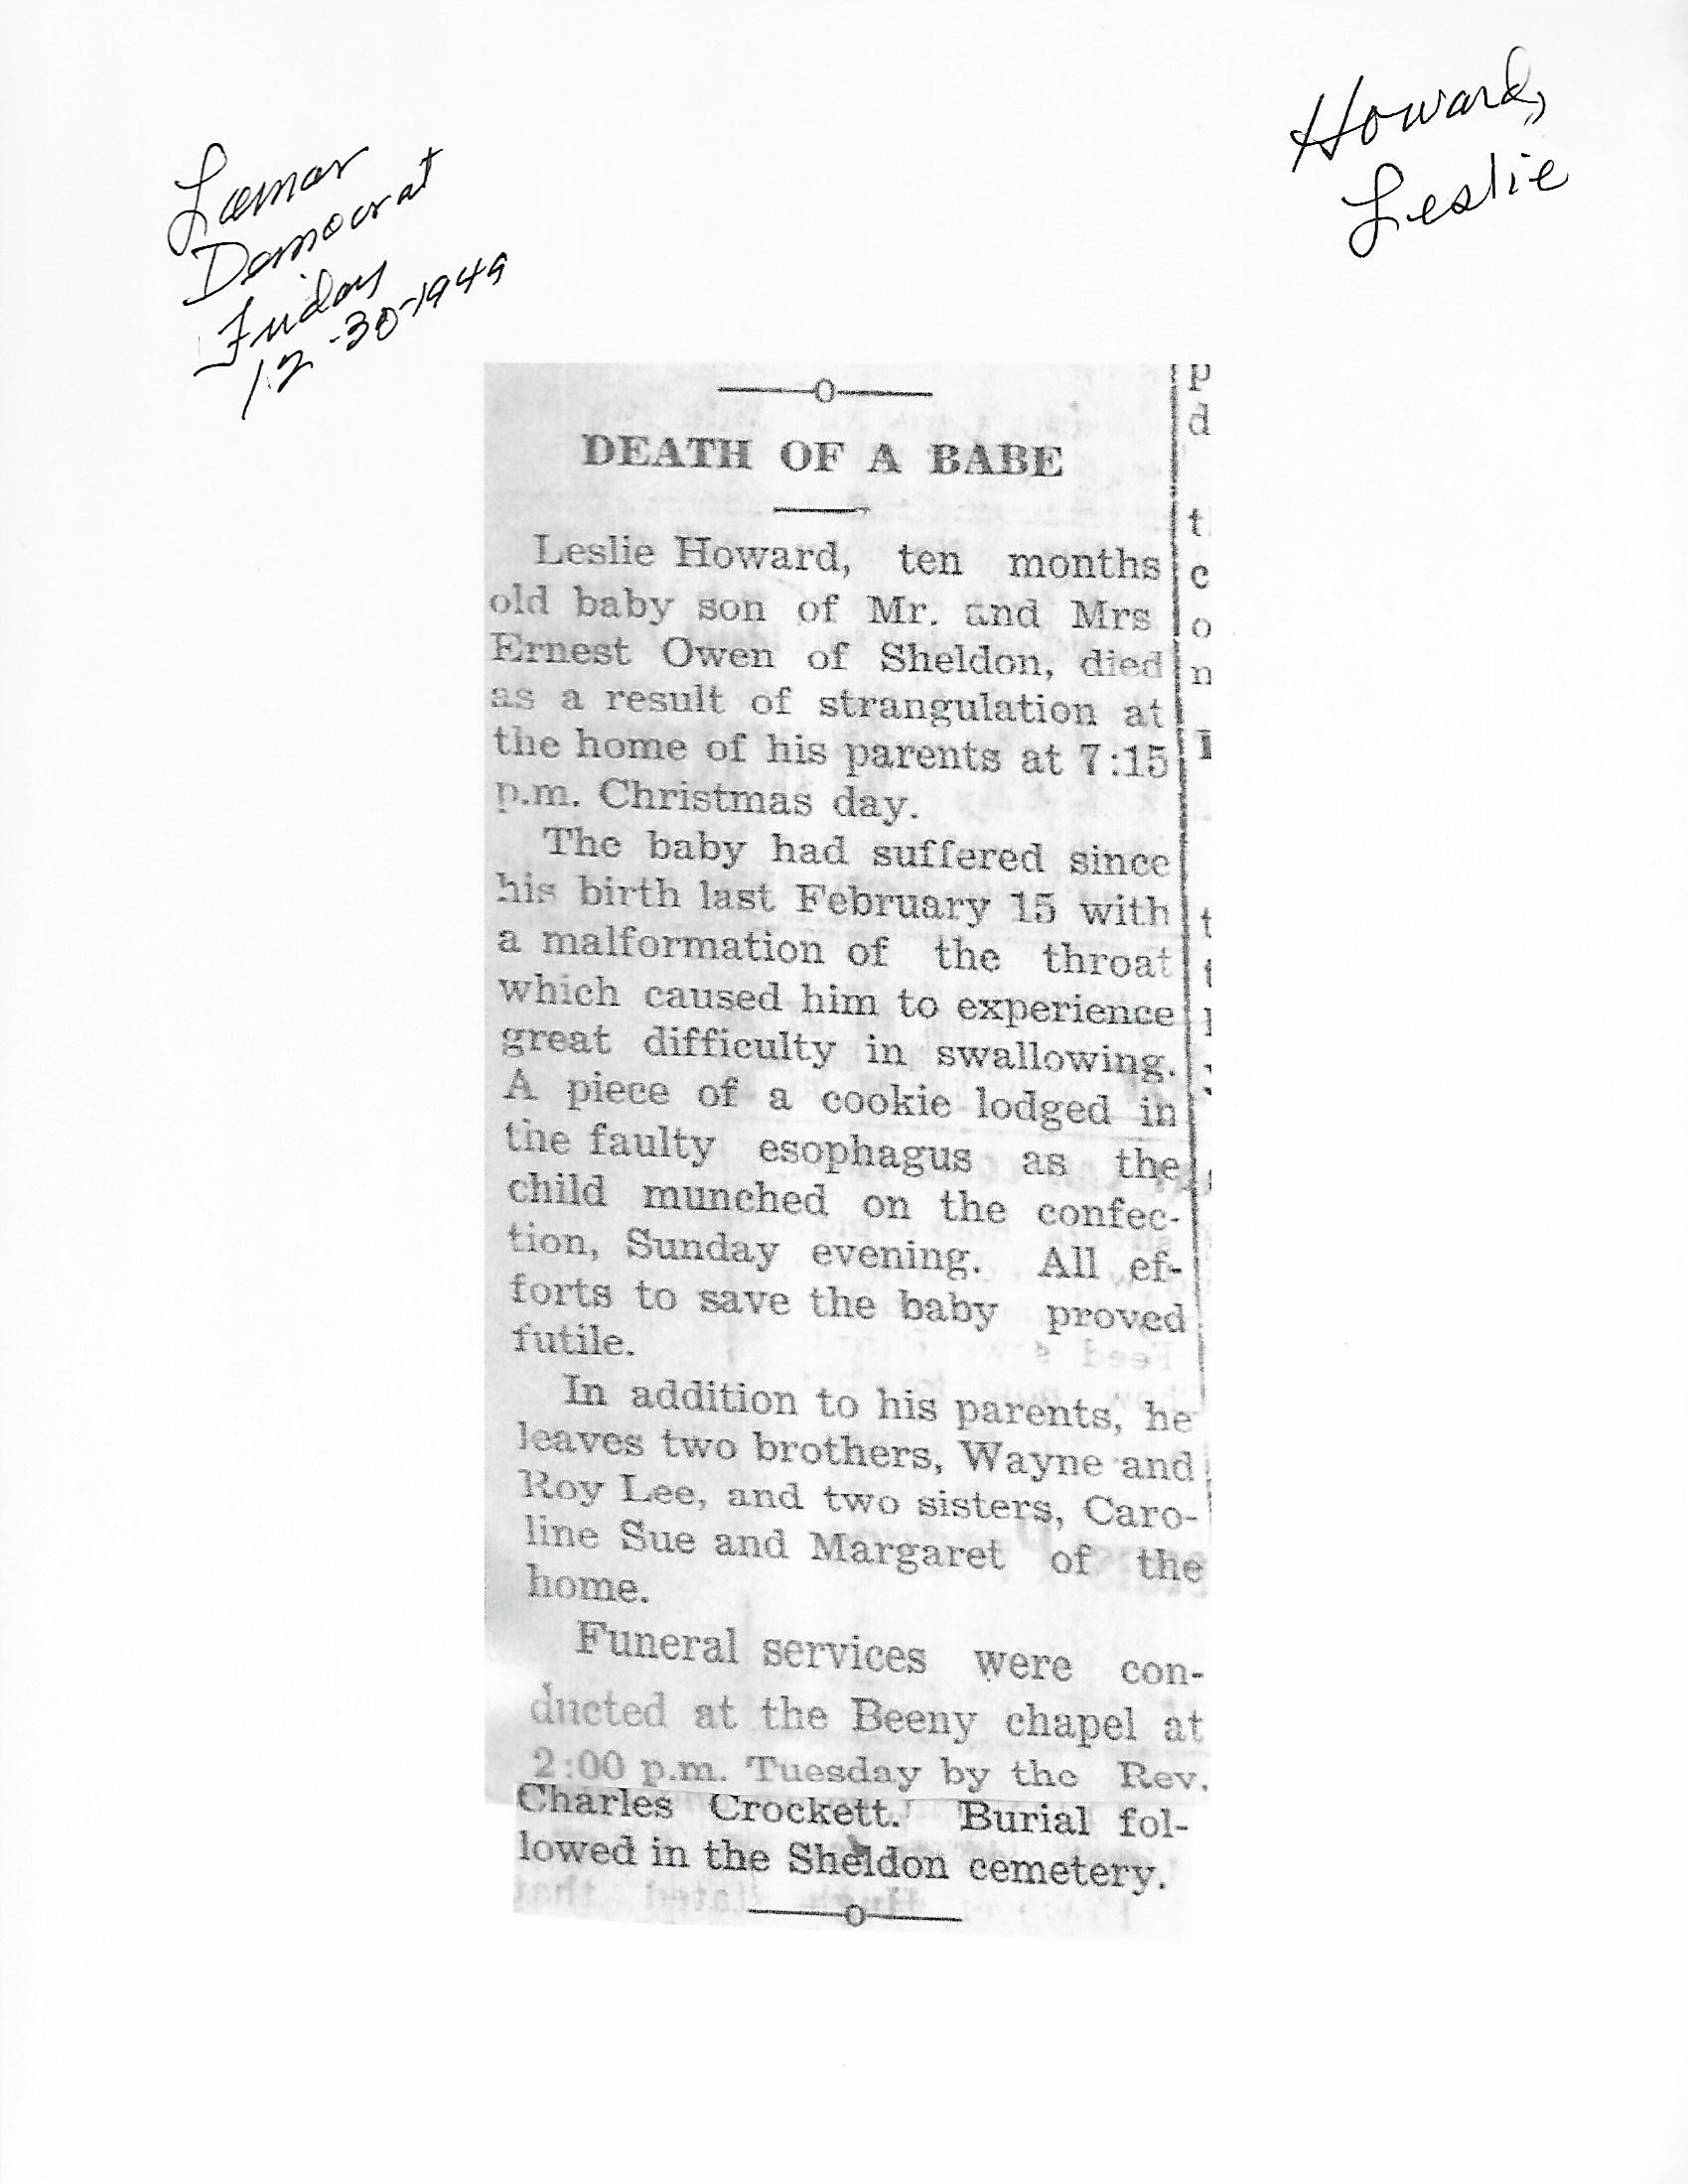 Howard,
Leslie
Lamar
Democrat
Friday
12-30-1949
DEATH OF A BABE
Leslie Howard, ten months
old baby son of Mr. and Mrs
Ernest Owen of Sheldon, died
as a result of strangulation at
the home of his parents at 7:15
p.m. Christmas day.
The baby had suffered since
his birth last February 15 with
a malformation of the throat
which caused him to experience
great difficulty in swallowing.
A piece of a cookie lodged in
the faulty esophagus as the
child munched on the confec-
tion, Sunday evening. All ef-
forts to save the baby proved
futile.
In addition to his parents, he
leaves two brothers, Wayne and
Roy Lee, and two sisters, Caro-
line Sue and Margaret of the
home.
Funeral services were con-
ducted at the Beeny chapel at
2:00 p.m. Tuesday by the Rev.
Charles Crockett. Burial fol-
lowed in the Sheldon cemetery.